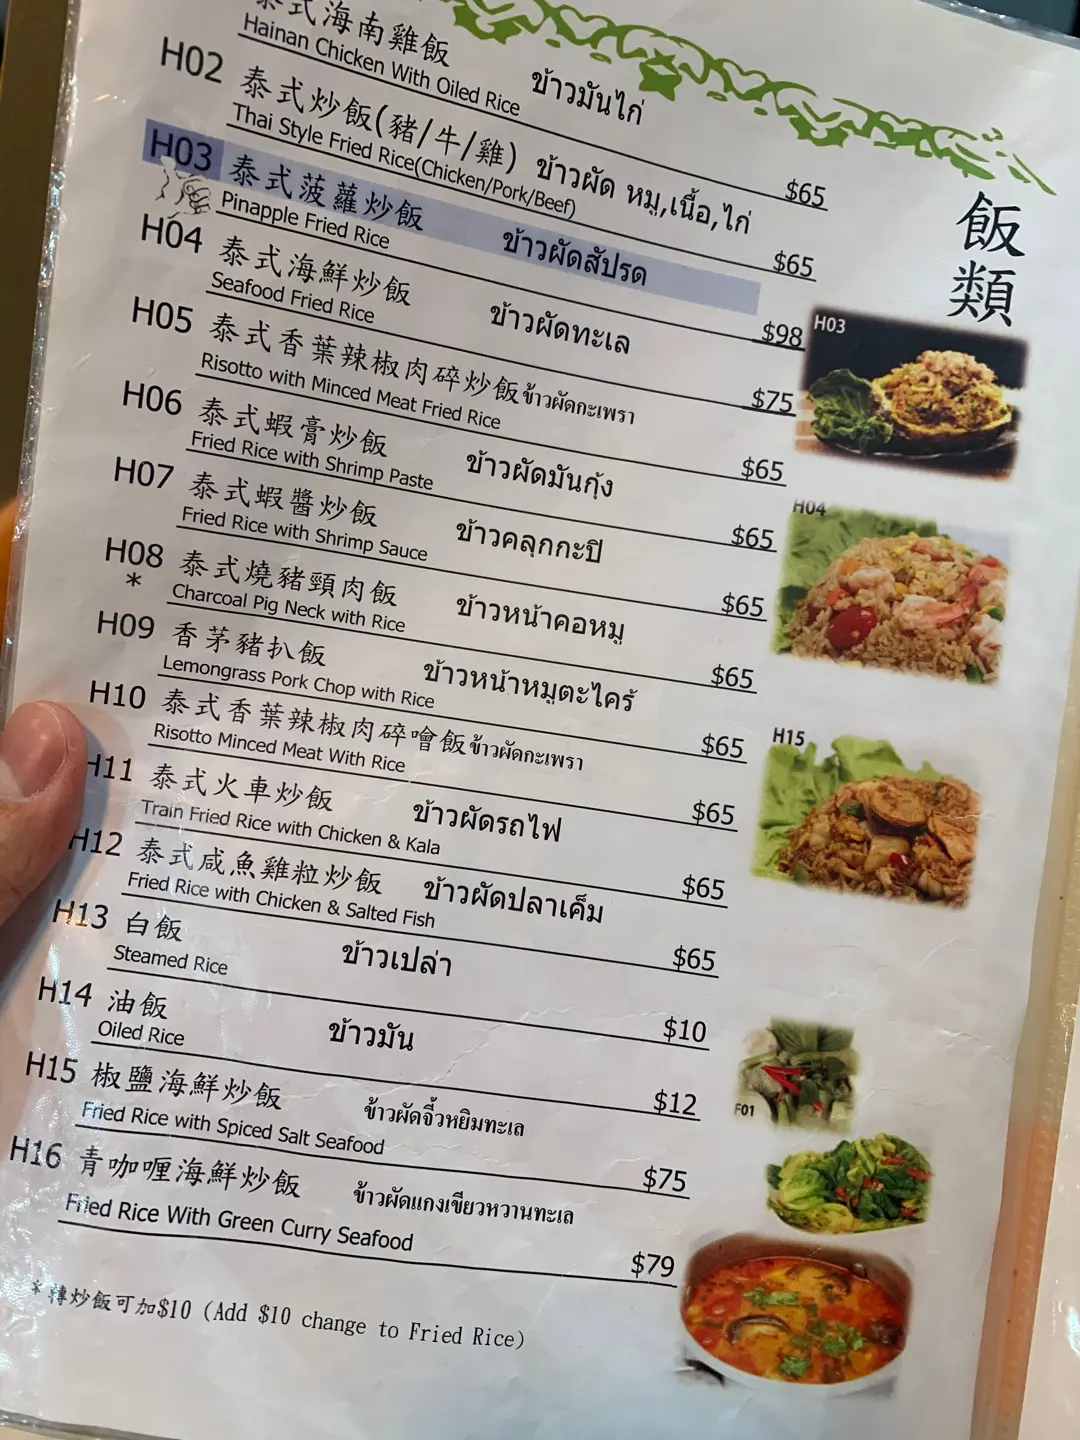 泰式海南雞飯 ข้าวมันไก่
Hainan Chicken With Oiled Rice $65
H02 泰式炒飯(豬/牛/雞) ข้าวผัด หมู,เนื้อ,ไก่
Thai Style Fried Rice(Chicken/Pork/Beef) $65
H03 泰式菠蘿炒飯 ข้าวผัดสัปรด
Pinapple Fried Rice $98
H04 泰式海鮮炒飯 ข้าวผัดทะเล
Seafood Fried Rice $75
H05 泰式香葉辣椒肉碎炒飯 ข้าวผัดกะเพรา
Risotto with Minced Meat Fried Rice $65
H06 泰式蝦膏炒飯 ข้าวผัดมันกุ้ง
Fried Rice with Shrimp Paste $65
H07 泰式蝦醬炒飯 ข้าวคลุกกะปิ
Fried Rice with Shrimp Sauce $65
H08 泰式燒豬頸肉飯 ข้าวหน้าคอหมู
* Charcoal Pig Neck with Rice $65
H09 香茅豬扒飯 ข้าวหน้าหมูตะไคร้
Lemongrass Pork Chop with Rice $65
H10 泰式香葉辣椒肉碎噲飯 ข้าวผัดกะเพรา
Risotto Minced Meat With Rice $65
H11 泰式火車炒飯 ข้าวผัดรถไฟ
Train Fried Rice with Chicken & Kala $65
H12 泰式咸魚雞粒炒飯 ข้าวผัดปลาเค็ม
Fried Rice with Chicken & Salted Fish $65
H13 白飯 ข้าวเปล่า
Steamed Rice $10
H14 油飯 ข้าวมัน
Oiled Rice $12
H15 椒鹽海鮮炒飯 ข้าวผัดจิ้วหยิมทะเล
Fried Rice with Spiced Salt Seafood $75
H16 青咖喱海鮮炒飯 ข้าวผัดแกงเขียวหวานทะเล
Fried Rice With Green Curry Seafood $79
* 轉炒飯可加$10 (Add $10 change to Fried Rice)
飯類
H03
H04
H15
F01